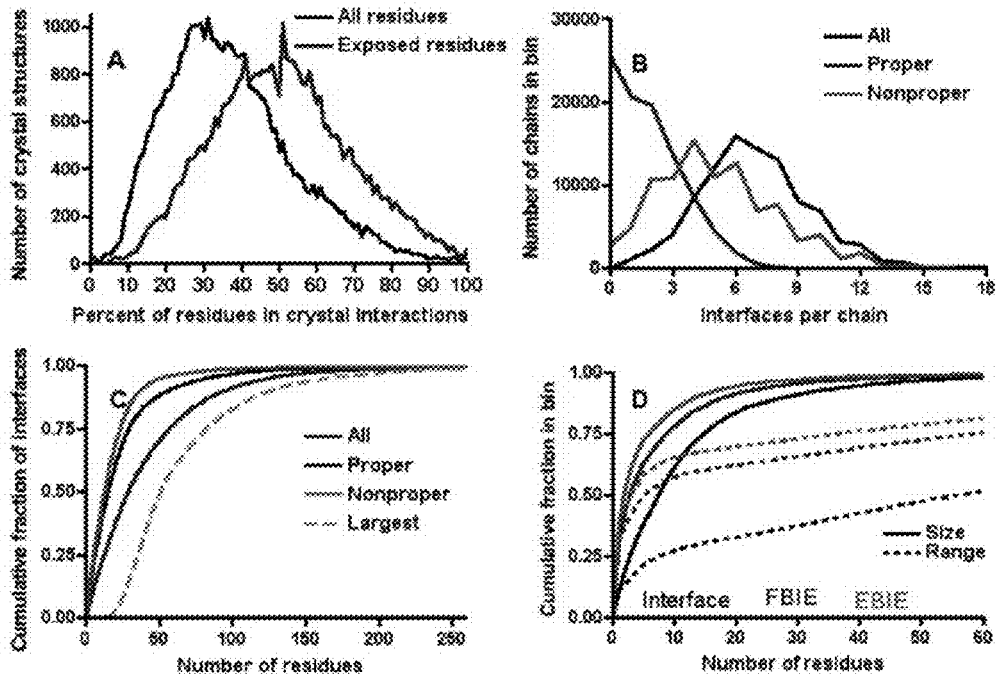 A
1000
800
600
400
200
0
0 10 20 30 40 50 60 70 80 90 100
All residues
Exposed residues
Number of crystal structures
Percent of residues in crystal interactions
B
30000
20000
10000
0
0 3 6 9 12 15 18
All
Proper
Nonproper
Number of chains in bin
Interfaces per chain
C
1.00
0.75
0.50
0.25
0.00
0 50 100 150 200 250
All
Proper
Nonproper
Largest
Cumulative fraction of interfaces
Number of residues
D
1.00
0.75
0.50
0.25
0.00
0 10 20 30 40 50 60
Size
Range
Interface FBIE EBIE
Cumulative fraction in bin
Number of residues